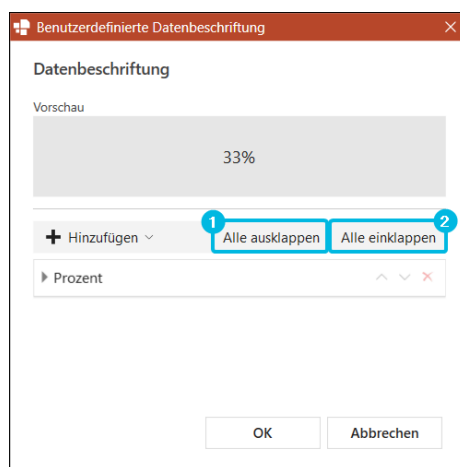 Benutzerdefinierte Datenbeschriftung
Datenbeschriftung
Vorschau
33%
1 2
Hinzufügen Alle ausklappen Alle einklappen
Prozent
OK Abbrechen